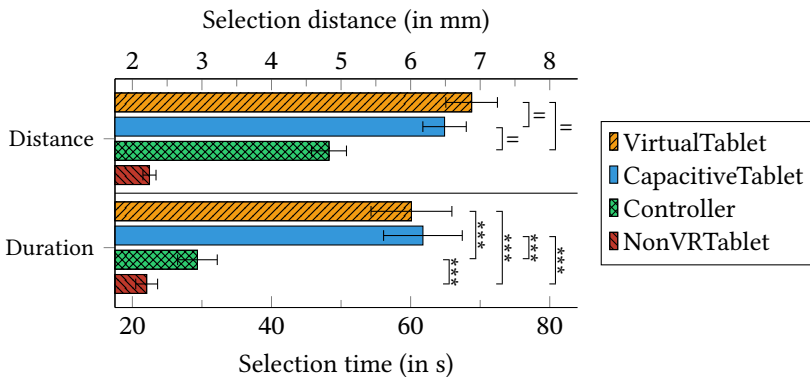 Selection distance (in mm)
2 3 4 5 6 7 8
Distance
= = =
Duration
*** *** *** *** ***
20 40 60 80
Selection time (in s)
VirtualTablet
CapacitiveTablet
Controller
NonVRTablet